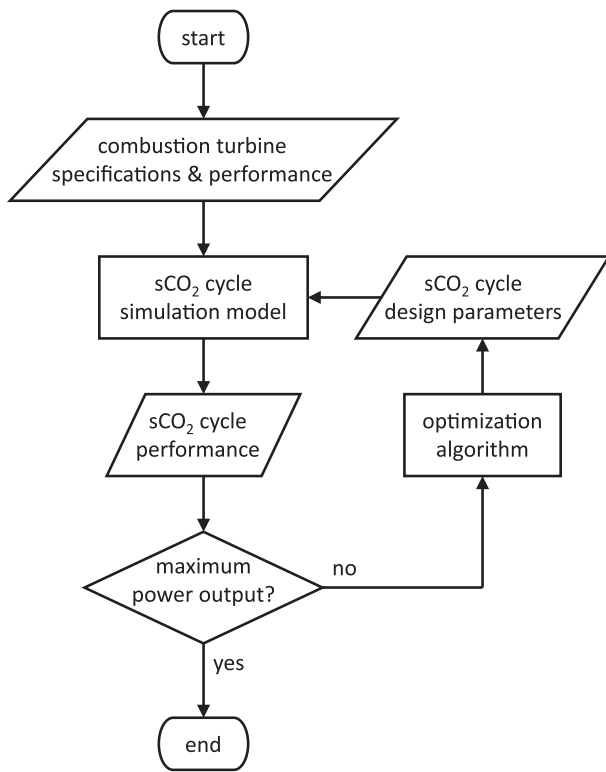 start
combustion turbine
specifications & performance
sCO₂ cycle
simulation model
sCO₂ cycle
design parameters
sCO₂ cycle
performance
optimization
algorithm
maximum
power output?
no
yes
end